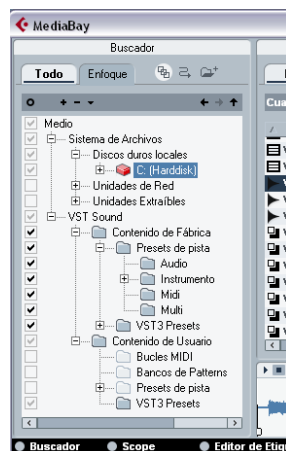 MediaBay
Buscador
Todo Enfoque
Cua
Medio
Sistema de Archivos
Discos duros locales
C: (Harddisk)
Unidades de Red
Unidades Extraíbles
VST Sound
Contenido de Fábrica
Presets de pista
Audio
Instrumento
Midi
Multi
VST3 Presets
Contenido de Usuario
Bucles MIDI
Bancos de Patterns
Presets de pista
VST3 Presets
Buscador Scope Editor de Etiq